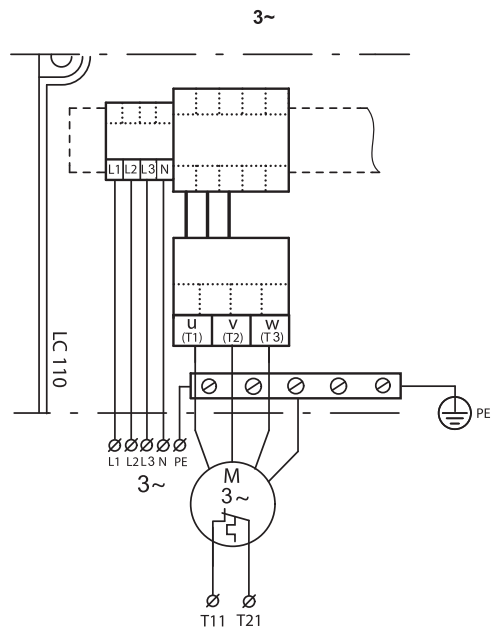 3~
L1 L2 L3 N
u v w
(T1) (T2) (T3)
LC 110
PE
L1 L2 L3 N PE
3~
M
3~
T11 T21